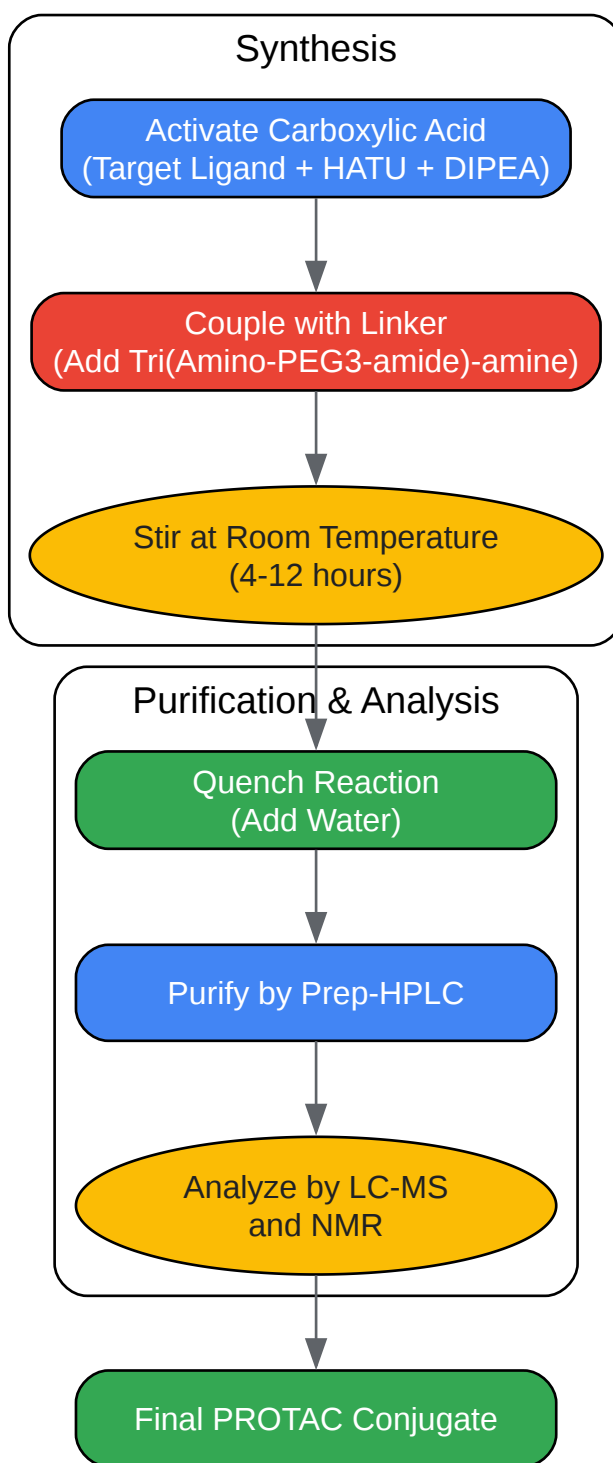 Synthesis
Activate Carboxylic Acid
(Target Ligand + HATU + DIPEA)
Couple with Linker
(Add Tri(Amino-PEG3-amide)-amine)
Stir at Room Temperature
(4-12 hours)
Purification & Analysis
Quench Reaction
(Add Water)
Purify by Prep-HPLC
Analyze by LC-MS
and NMR
Final PROTAC Conjugate